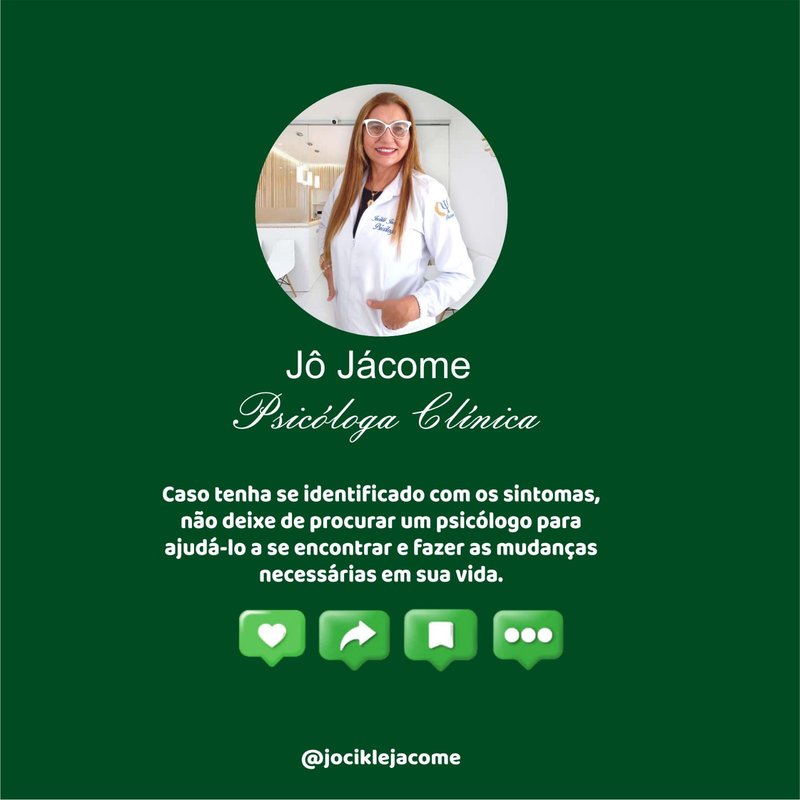 Jô Jácome
Psicóloga Clínica
Caso tenha se identificado com os sintomas,
não deixe de procurar um psicólogo para
ajudá-lo a se encontrar e fazer as mudanças
necessárias em sua vida.
@jociklejacome